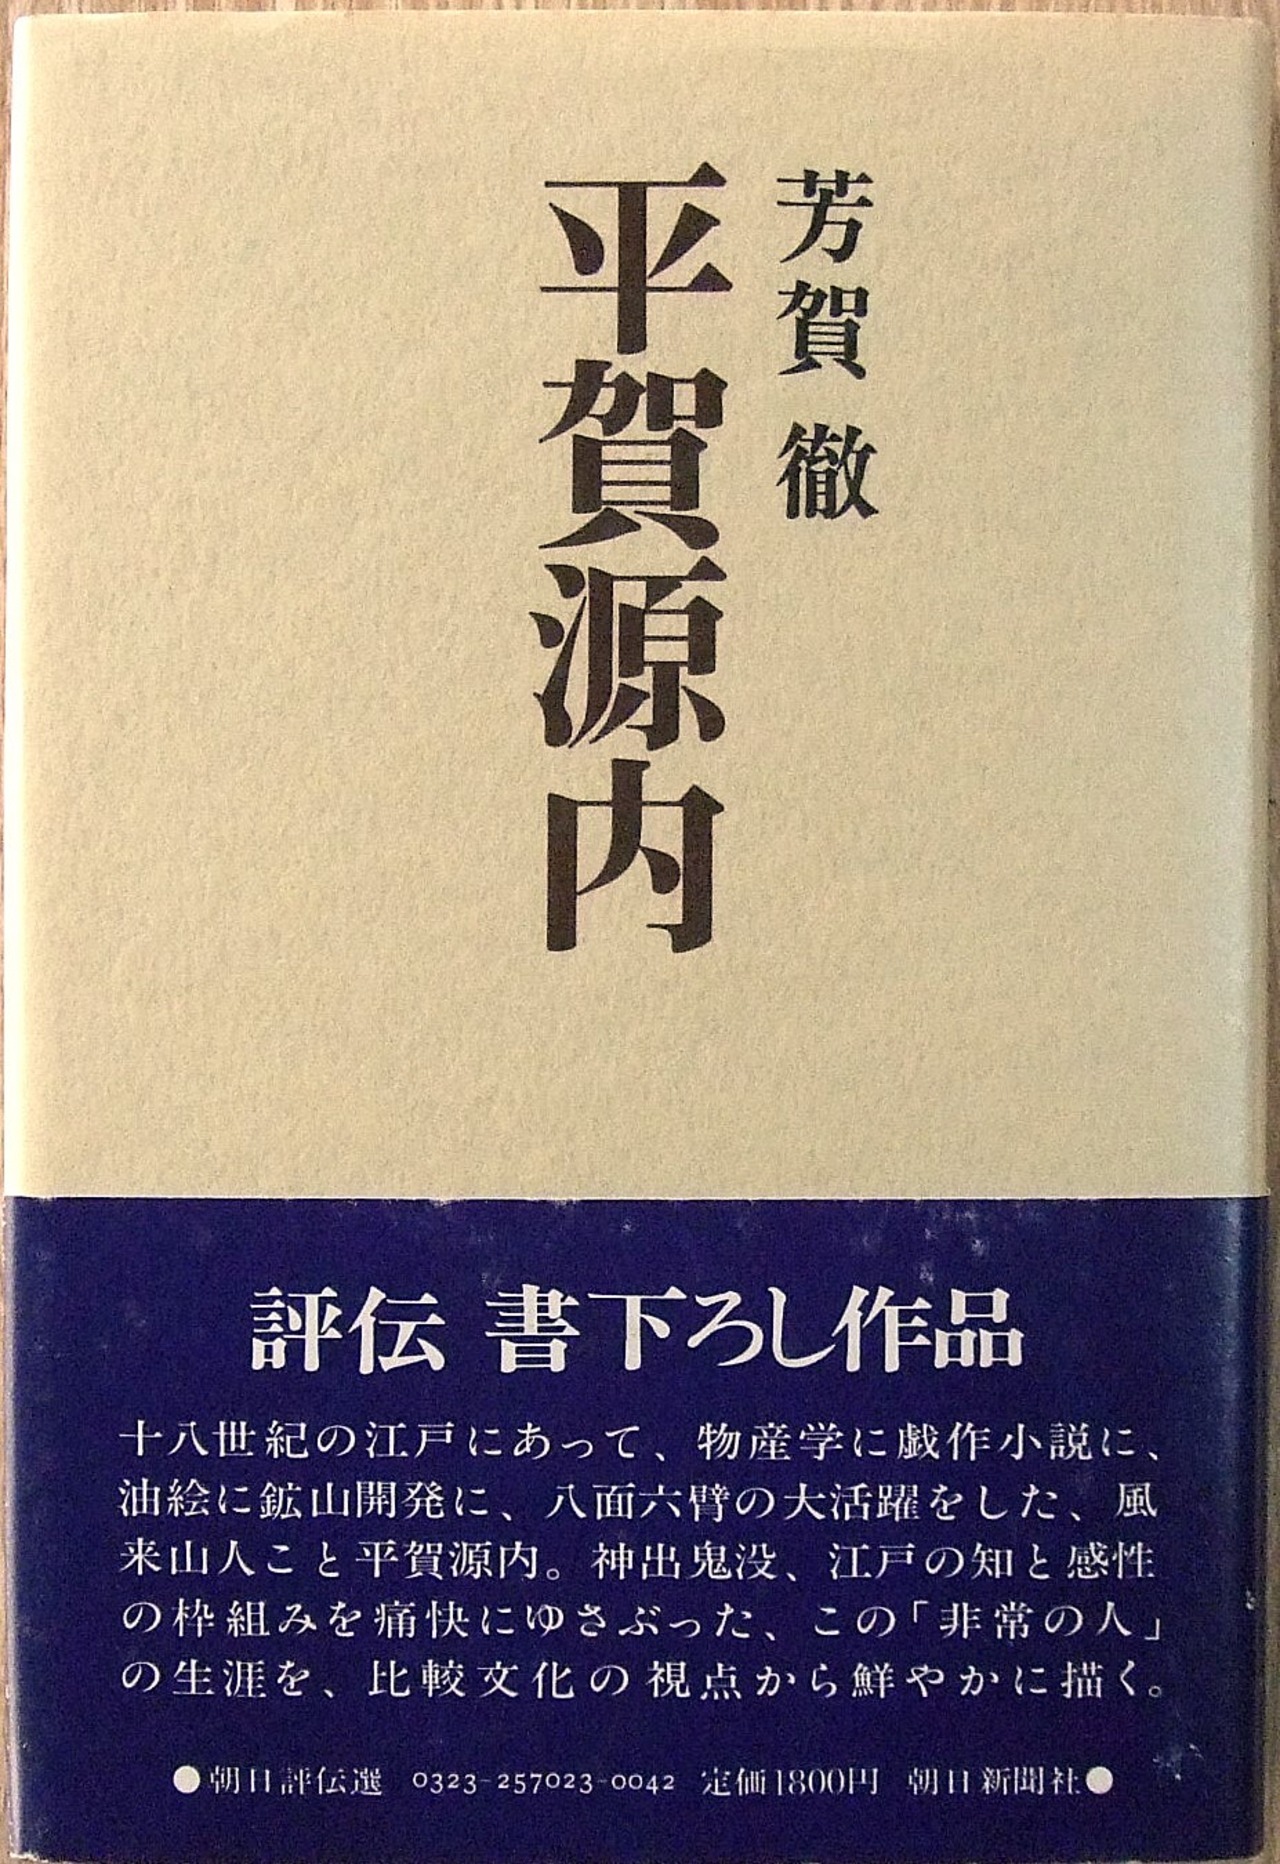 芳賀 徹
平賀源内
評伝 書下ろし作品
十八世紀の江戸にあって、物産学に戯作小説に、
油絵に鉱山開発に、八面六臂の大活躍をした、風
来山人こと平賀源内。神出鬼没、江戸の知と感性
の枠組みを痛快にゆさぶった、この「非常の人」
の生涯を、比較文化の視点から鮮やかに描く。
●朝日評伝選 0323-257023-0042 定価1800円 朝日新聞社●